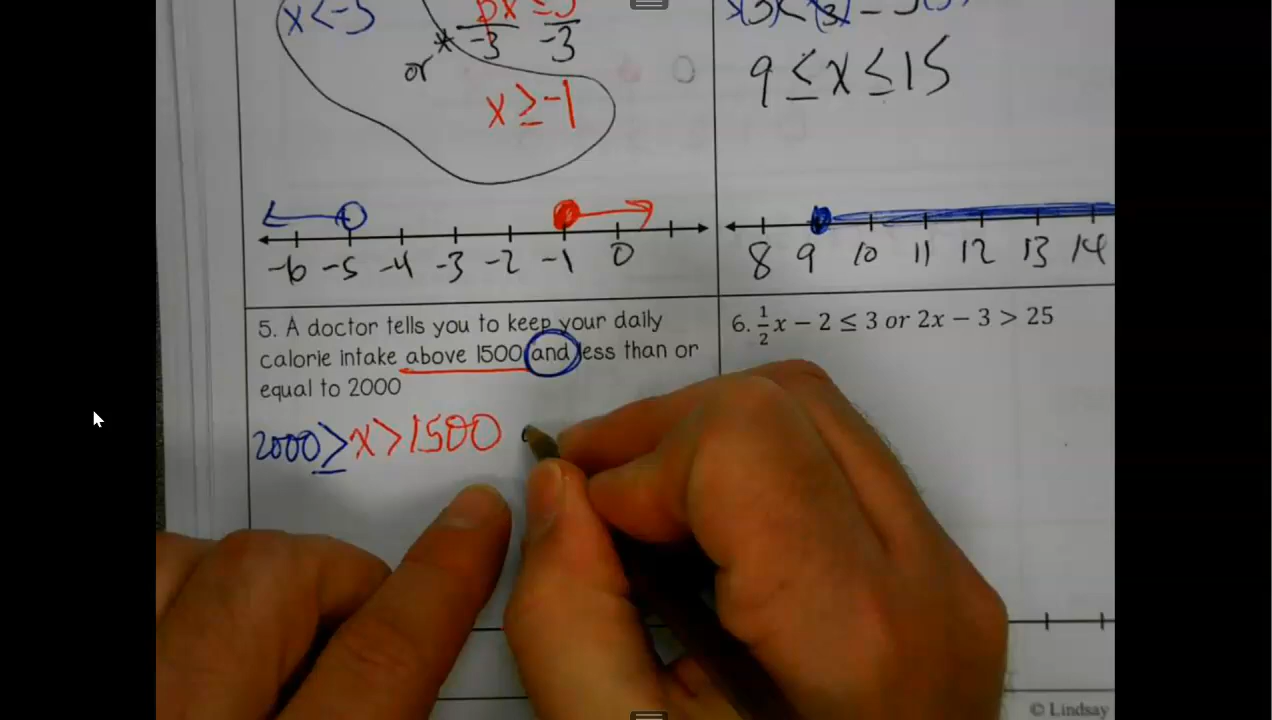 x < -5
-3 -3
* or
x ≥ -1
9 ≤ x ≤ 15
-6 -5 -4 -3 -2 -1 0
8 9 10 11 12 13 14
5. A doctor tells you to keep your daily
calorie intake above 1500 and less than or
equal to 2000
2000 ≥ x > 1500
6. ½x − 2 ≤ 3 or 2x − 3 > 25
© Lindsay